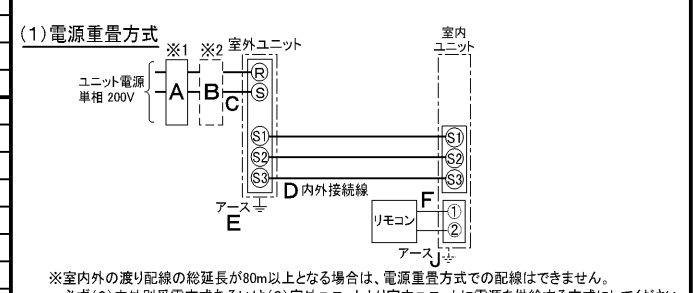 (1)電源重畳方式
※1 ※2 室外ユニット
室内
ユニット
ユニット電源
単相 200V
A B C
R
S
S1 S1
S2 S2
S3 S3
D 内外接続線
アース
E
リモコン
F
①
②
アース J
※室内外の渡り配線の総延長が80m以上となる場合は、電源重畳方式での配線はできません。